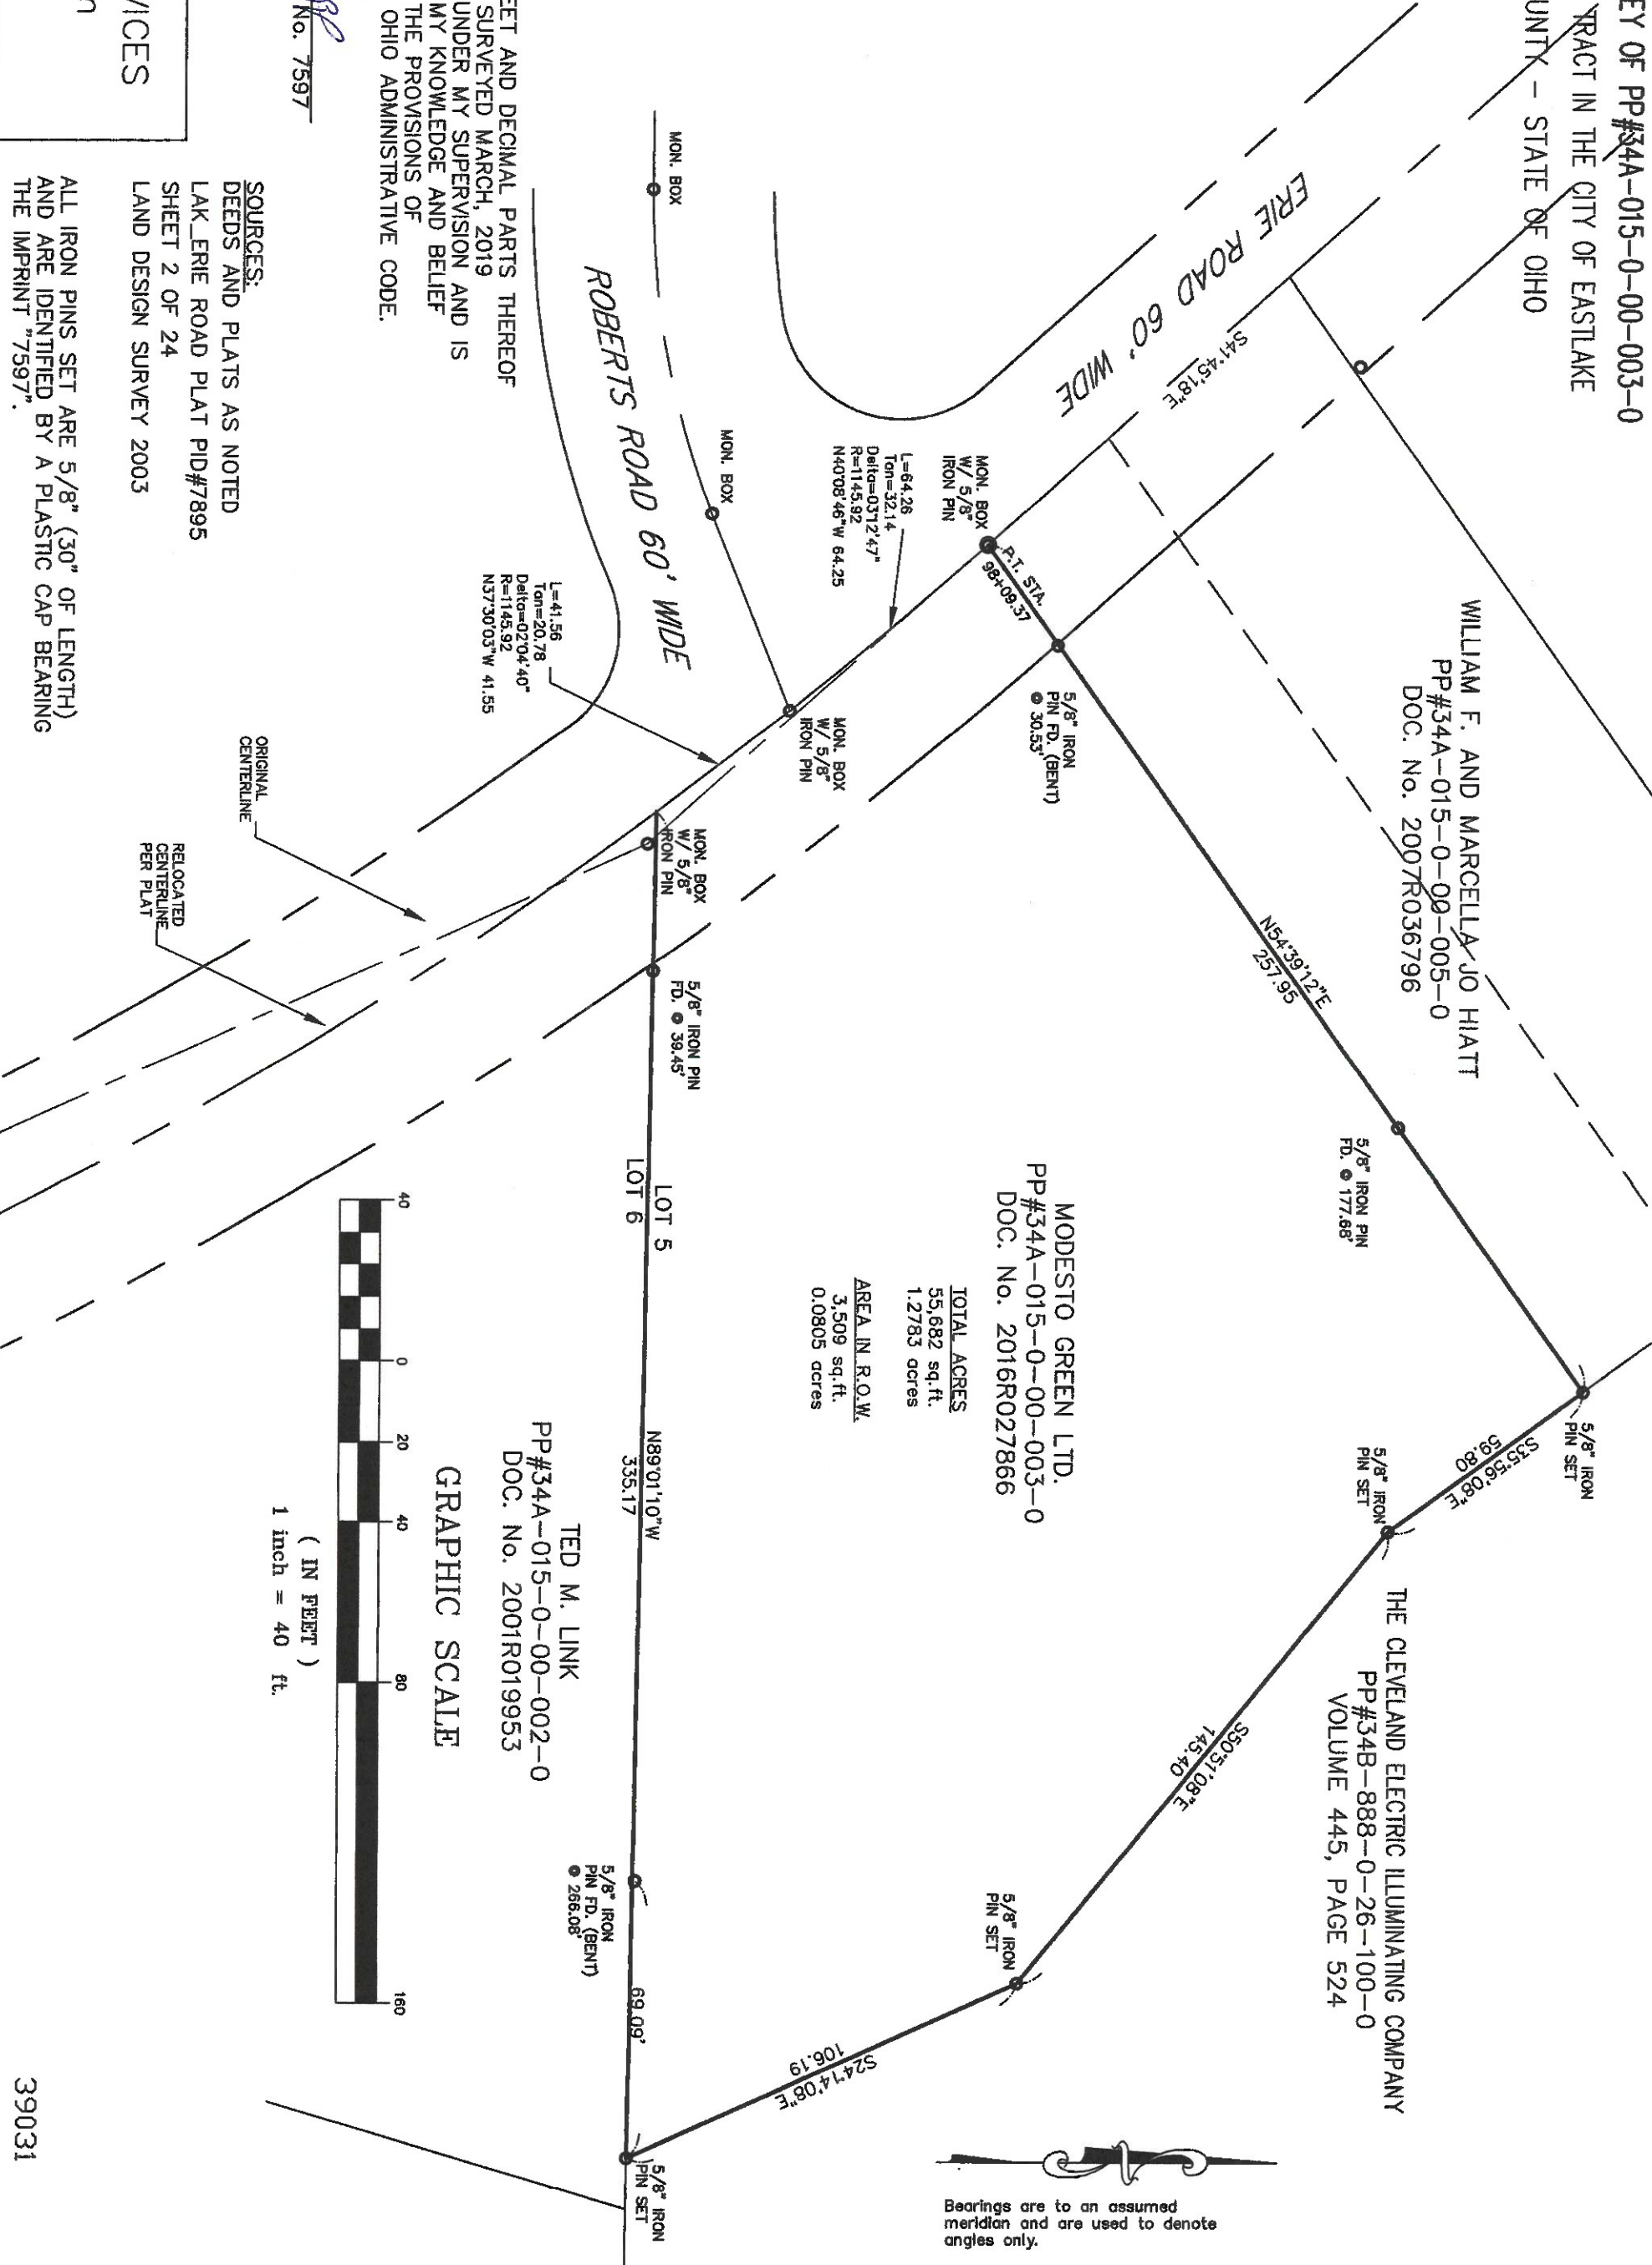 EY OF PP#34A-015-0-00-003-0
TRACT IN THE CITY OF EASTLAKE
UNTY - STATE OF OIHO
ERIE ROAD 60' WIDE
S41°45'18"E
WILLIAM F. AND MARCELLA JO HIATT
PP#34A-015-0-00-005-0
DOC. No. 2007R036796
MON. BOX
W/ 5/8"
IRON PIN
P.T. STA.
98+09.37
5/8" IRON
PIN FD. (BENT)
@ 30.53'
N54°39'12"E
257.95
5/8" IRON PIN
FD. @ 177.68'
5/8" IRON
PIN SET
S35°56'08"E
59.80
5/8" IRON
PIN SET
THE CLEVELAND ELECTRIC ILLUMINATING COMPANY
PP#34B-888-0-26-100-0
VOLUME 445, PAGE 524
S50°51'08"E
145.40
5/8" IRON
PIN SET
S24°14'08"E
106.19
5/8" IRON
PIN SET
Bearings are to an assumed
meridian and are used to denote
angles only.
MODESTO GREEN LTD.
PP#34A-015-0-00-003-0
DOC. No. 2016R027866
TOTAL ACRES
55,682 sq.ft.
1.2783 acres
AREA IN R.O.W.
3,509 sq.ft.
0.0805 acres
L=64.26
Tan=32.14
Delta=03°12'47"
R=1145.92
N40°08'46"W 64.25
MON. BOX
MON. BOX
ROBERTS ROAD 60' WIDE
L=41.56
Tan=20.78
Delta=02°04'40"
R=1145.92
N37°30'03"W 41.55
MON. BOX
W/ 5/8"
IRON PIN
MON. BOX
W/ 5/8"
IRON PIN
5/8" IRON PIN
FD. @ 39.45'
LOT 5
LOT 6
N89°01'10"W
335.17
5/8" IRON
PIN FD. (BENT)
@ 266.08'
69.09'
TED M. LINK
PP#34A-015-0-00-002-0
DOC. No. 2001R019953
GRAPHIC SCALE
40 0 20 40 80 160
( IN FEET )
1 inch = 40 ft.
ORIGINAL
CENTERLINE
RELOCATED
CENTERLINE
PER PLAT
EET AND DECIMAL PARTS THEREOF
SURVEYED MARCH, 2019
UNDER MY SUPERVISION AND IS
MY KNOWLEDGE AND BELIEF
THE PROVISIONS OF
OHIO ADMINISTRATIVE CODE.
No. 7597
SOURCES:
DEEDS AND PLATS AS NOTED
LAK_ERIE ROAD PLAT PID#7895
SHEET 2 OF 24
LAND DESIGN SURVEY 2003
VICES
ALL IRON PINS SET ARE 5/8" (30" OF LENGTH)
AND ARE IDENTIFIED BY A PLASTIC CAP BEARING
THE IMPRINT "7597".
39031